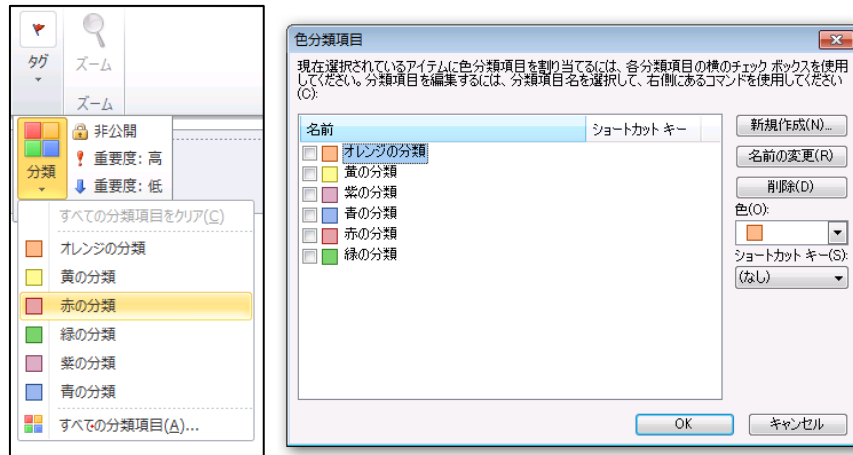 タグ
ズーム
ズーム
分類
非公開
重要度: 高
重要度: 低
すべての分類項目をクリア(C)
オレンジの分類
黄の分類
赤の分類
緑の分類
紫の分類
青の分類
すべての分類項目(A)...
色分類項目
現在選択されているアイテムに色分類項目を割り当てるには、各分類項目の横のチェック ボックスを使用
してください。分類項目を編集するには、分類項目名を選択して、右側にあるコマンドを使用してください
(C):
名前 ショートカット キー
オレンジの分類
黄の分類
紫の分類
青の分類
赤の分類
緑の分類
新規作成(N)...
名前の変更(R)
削除(D)
色(O):
ショートカット キー(S):
(なし)
OK キャンセル